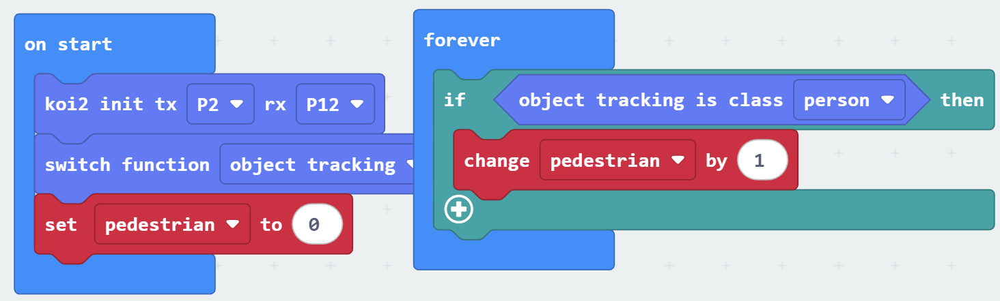 on start
koi2 init tx P2 rx P12
switch function object tracking
set pedestrian to 0
forever
if object tracking is class person then
change pedestrian by 1